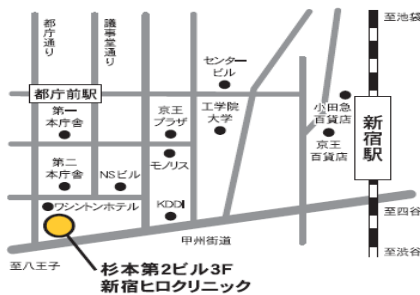 都庁通り
議事堂通り
至池袋
センター
ビル
都庁前駅
第一
本庁舎
京王
プラザ
工学院
大学
小田急
百貨店
京王
百貨店
新宿駅
モノリス
第二
本庁舎
NSビル
ワシントンホテル
KDDI
至四谷
甲州街道
至渋谷
至八王子
杉本第2ビル3F
新宿ヒロクリニック